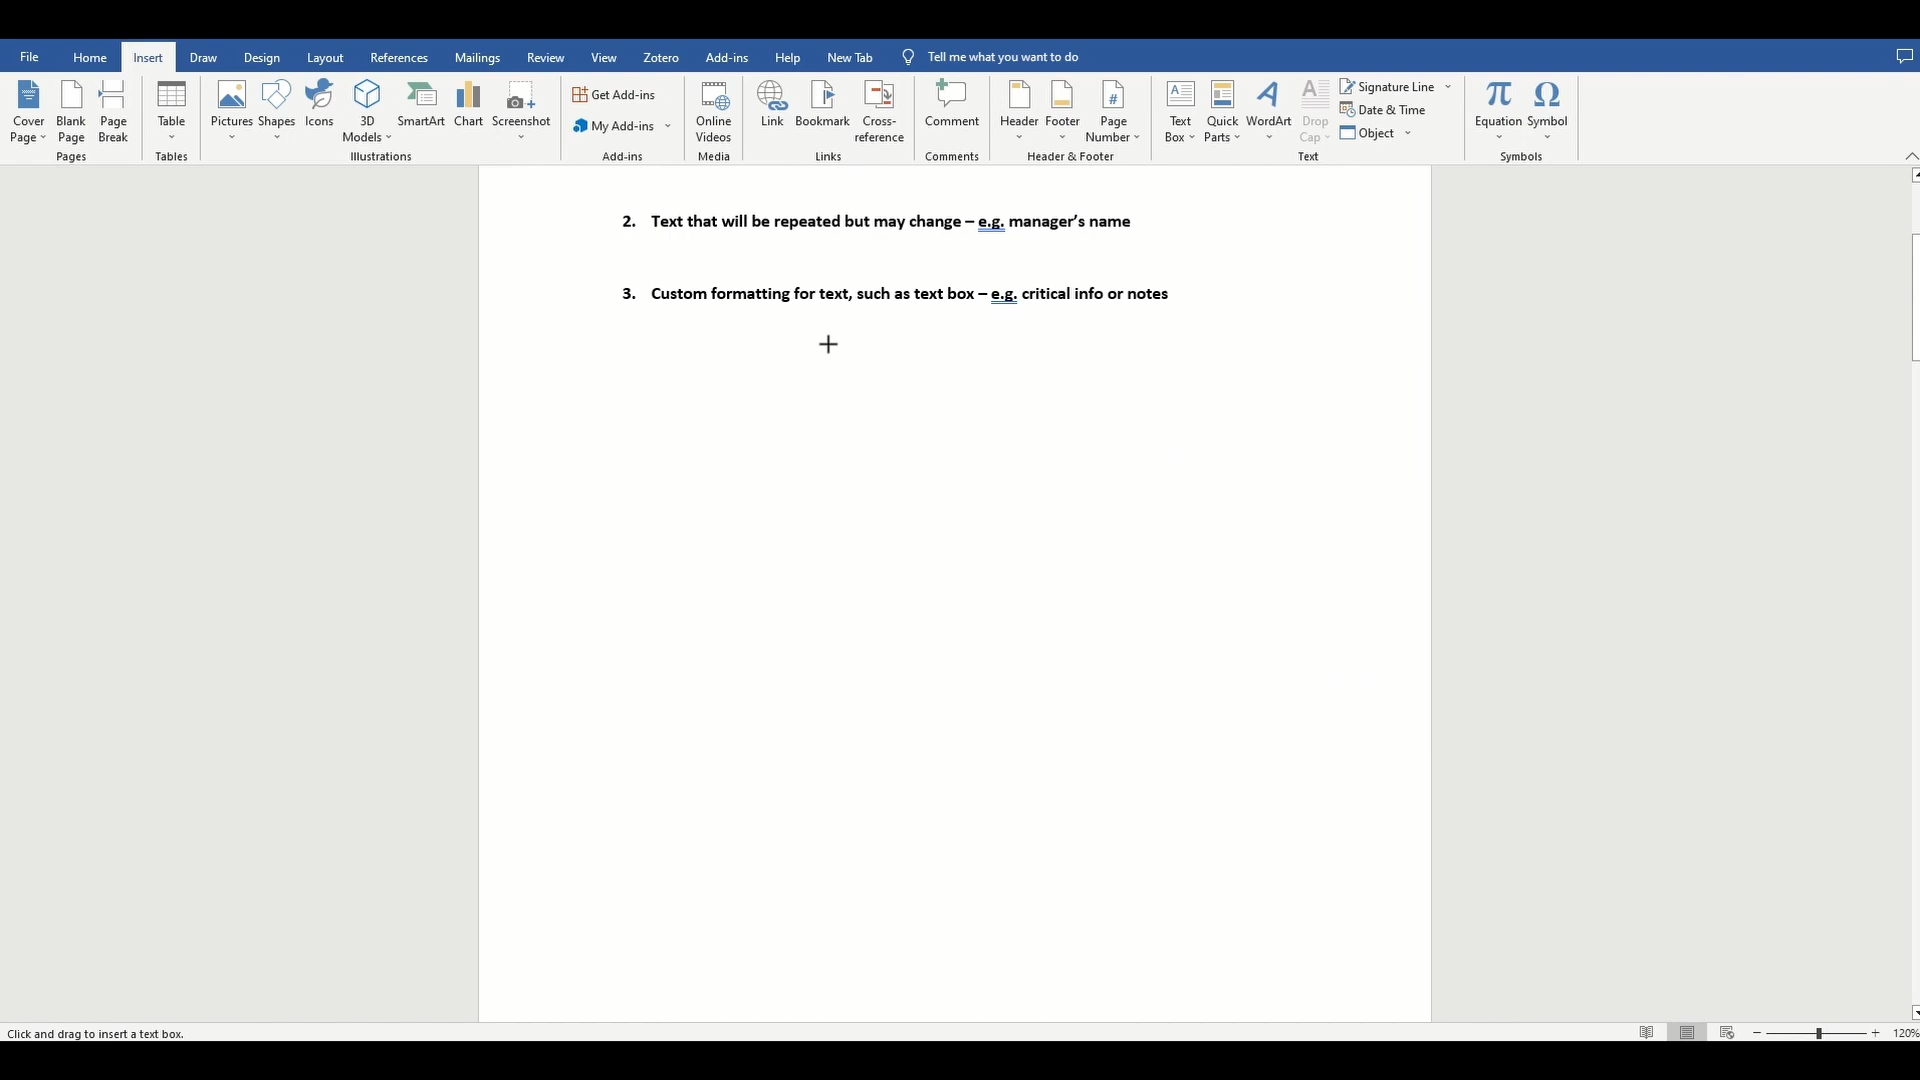 File Home Insert Draw Design Layout References Mailings Review View Zotero Add-ins Help New Tab Tell me what you want to do
Cover Page
Blank Page
Page Break
Pages
Table
Tables
Pictures
Shapes
Icons
3D Models
SmartArt
Chart
Screenshot
Illustrations
Get Add-ins
My Add-ins
Add-ins
Online Videos
Media
Link
Bookmark
Cross-reference
Links
Comment
Comments
Header
Footer
Page Number
Header & Footer
Text Box
Quick Parts
WordArt
Drop Cap
Signature Line
Date & Time
Object
Text
Equation
Symbol
Symbols
2. Text that will be repeated but may change – e.g. manager’s name
3. Custom formatting for text, such as text box – e.g. critical info or notes
Click and drag to insert a text box.
120%